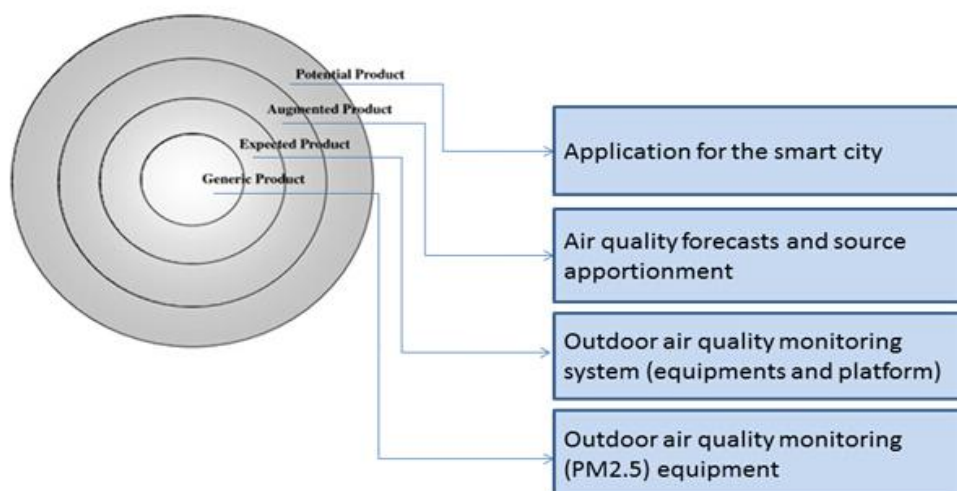 Potential Product
Augmented Product
Expected Product
Generic Product
Application for the smart city
Air quality forecasts and source
apportionment
Outdoor air quality monitoring
system (equipments and platform)
Outdoor air quality monitoring
(PM2.5) equipment